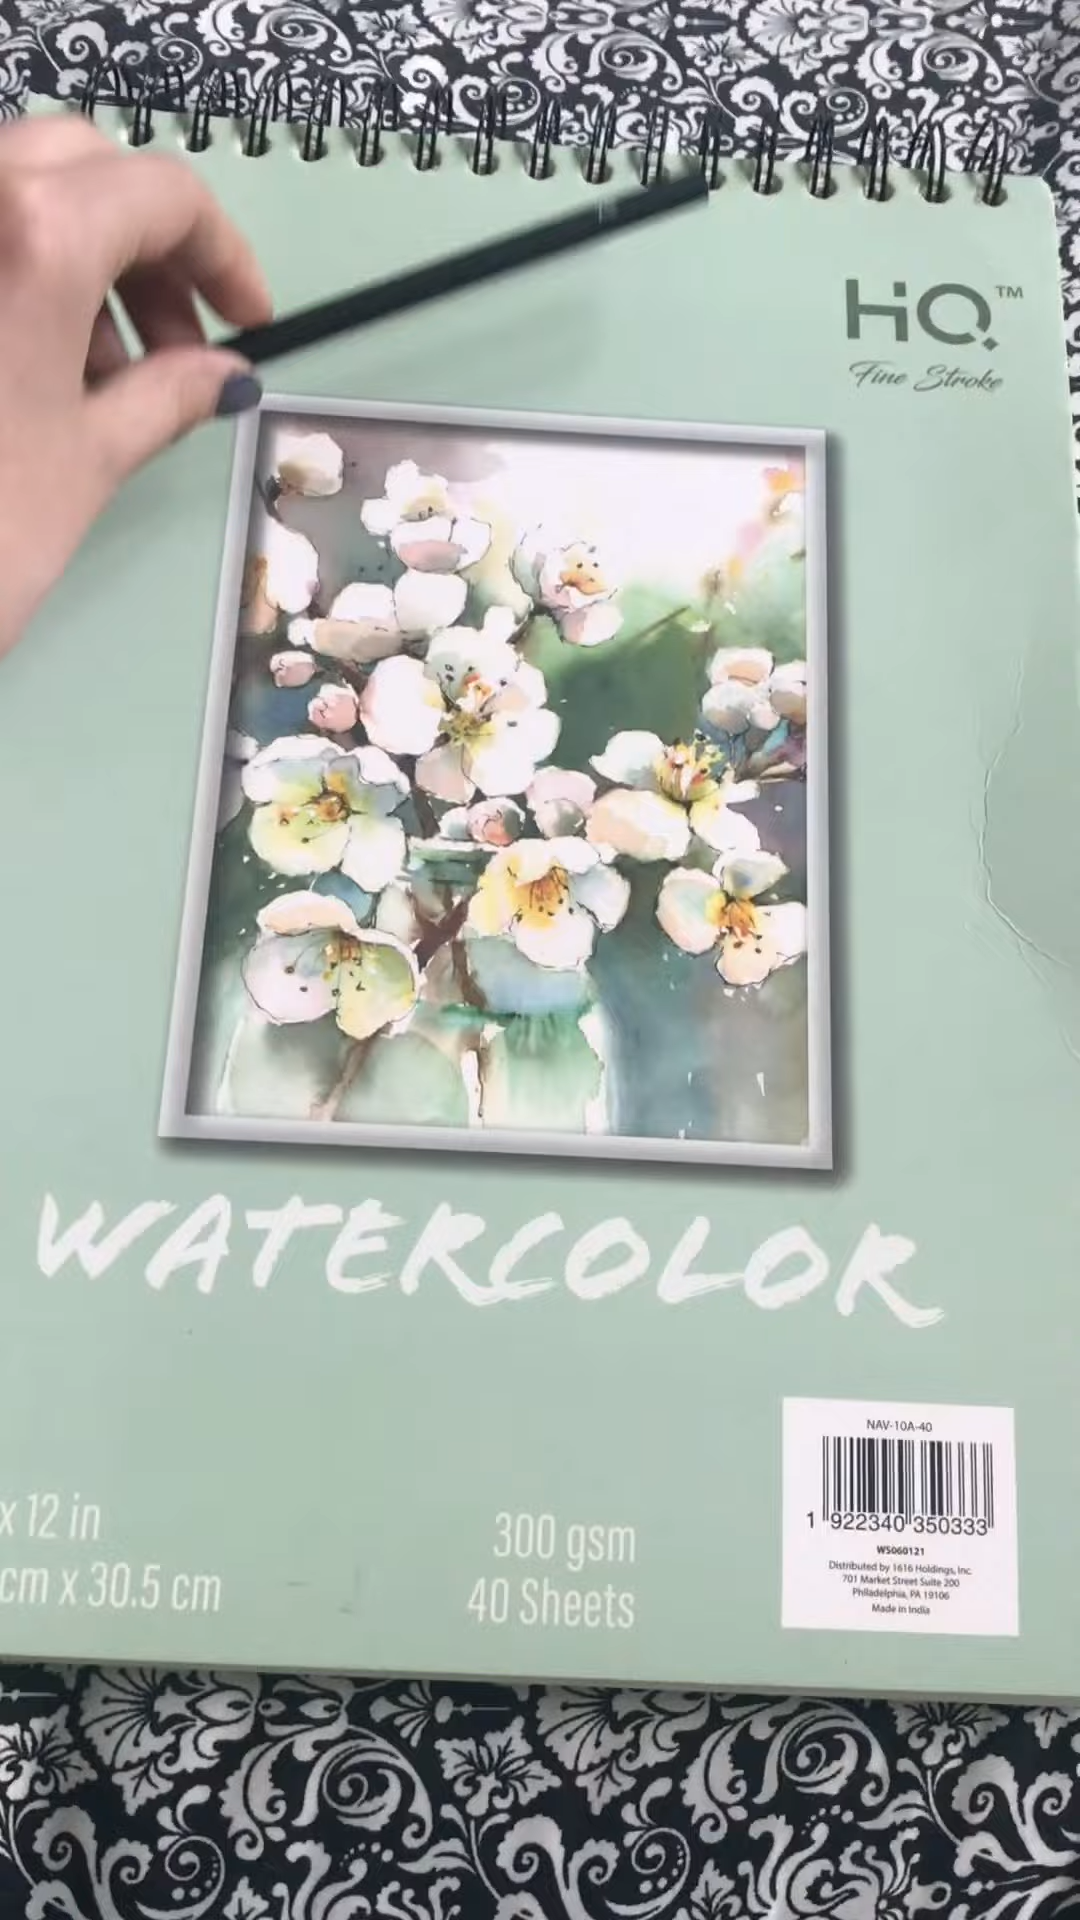 HiQ™
Fine Stroke
WATERCOLOR
x 12 in
cm x 30.5 cm
300 gsm
40 Sheets
NAV-10A-40
1 922340 350333
WS060121
Distributed by 1616 Holdings, Inc.
701 Market Street Suite 200
Philadelphia, PA 19106
Made in India